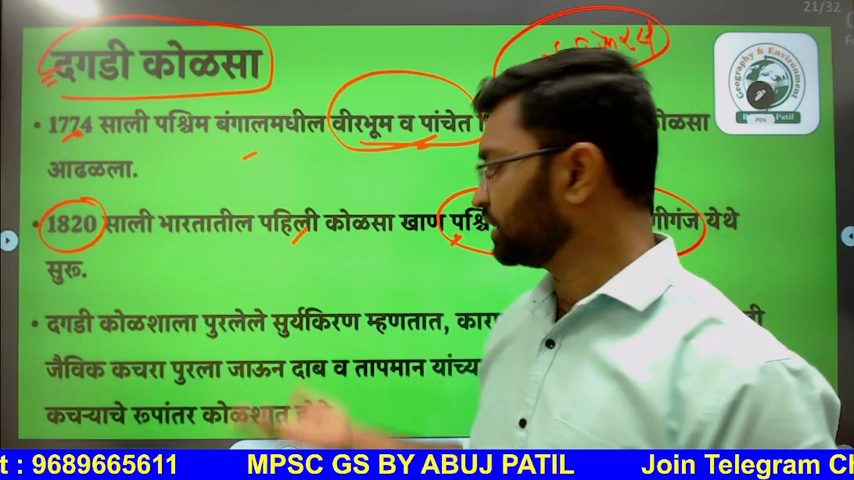 21/32
दगडी कोळसा
Geography & Environment
Patil
PEN
• 1774 साली पश्चिम बंगालमधील वीरभूम व पांचेत कोळसा
आढळला.
• 1820 साली भारतातील पहिली कोळसा खाण येथे
सुरू.
• दगडी कोळशाला पुरलेले सुर्यकिरण म्हणतात,
जैविक कचरा पुरला जाऊन दाब व तापमान यांच्या
कचऱ्याचे रूपांतर कोळशात होते
t : 9689665611 MPSC GS BY ABUJ PATIL Join Telegram Ch